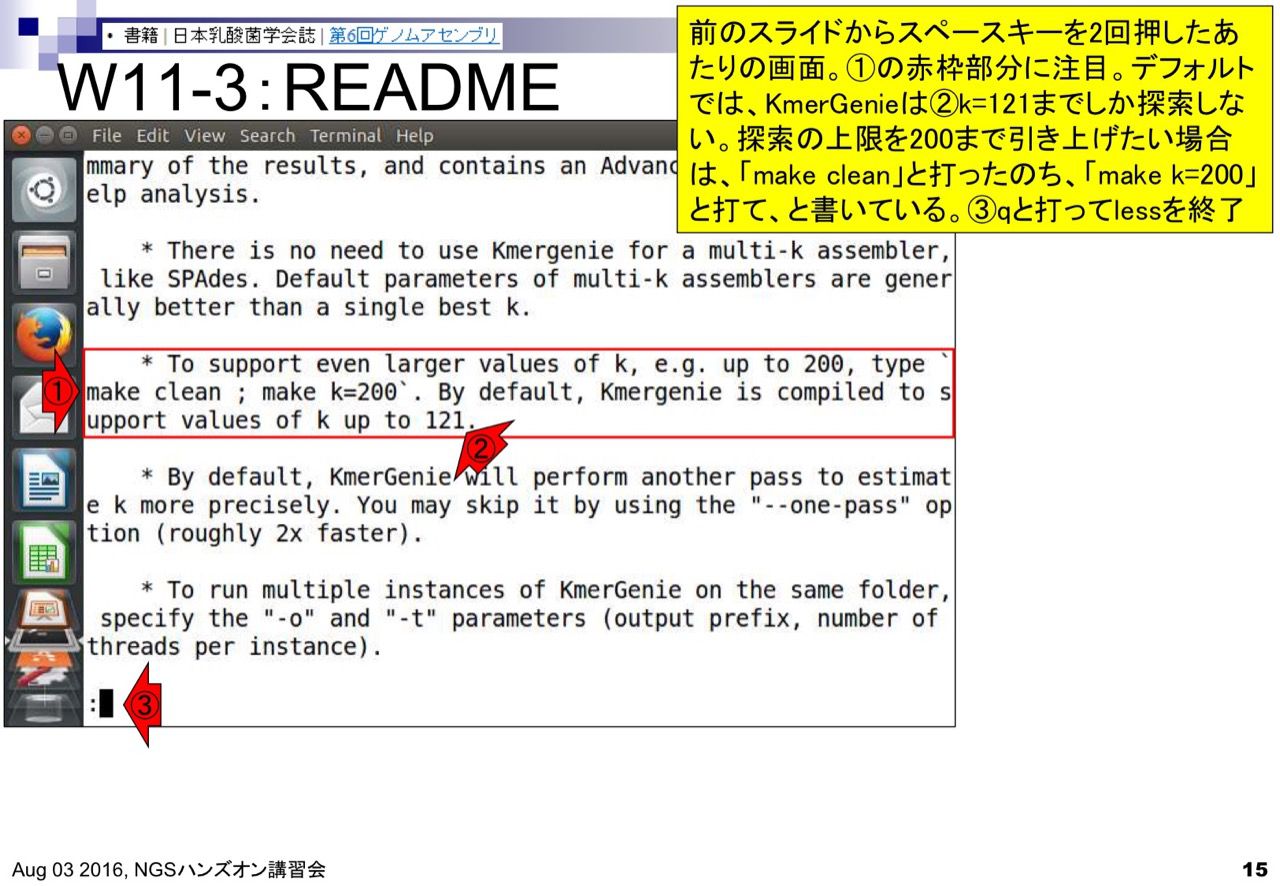 • 書籍 | 日本乳酸菌学会誌 | 第6回ゲノムアセンブリ
W11-3：README
前のスライドからスペースキーを2回押したあ
たりの画面。①の赤枠部分に注目。デフォルト
では、KmerGenieは②k=121までしか探索しな
い。探索の上限を200まで引き上げたい場合
は、「make clean」と打ったのち、「make k=200」
と打て、と書いている。③qと打ってlessを終了
File Edit View Search Terminal Help
mmary of the results, and contains an Advanc
elp analysis.
* There is no need to use Kmergenie for a multi-k assembler,
like SPAdes. Default parameters of multi-k assemblers are gener
ally better than a single best k.
* To support even larger values of k, e.g. up to 200, type `
make clean ; make k=200`. By default, Kmergenie is compiled to s
upport values of k up to 121.
①
②
* By default, KmerGenie will perform another pass to estimat
e k more precisely. You may skip it by using the "--one-pass" op
tion (roughly 2x faster).
* To run multiple instances of KmerGenie on the same folder,
specify the "-o" and "-t" parameters (output prefix, number of
threads per instance).
:
③
Aug 03 2016, NGSハンズオン講習会
15